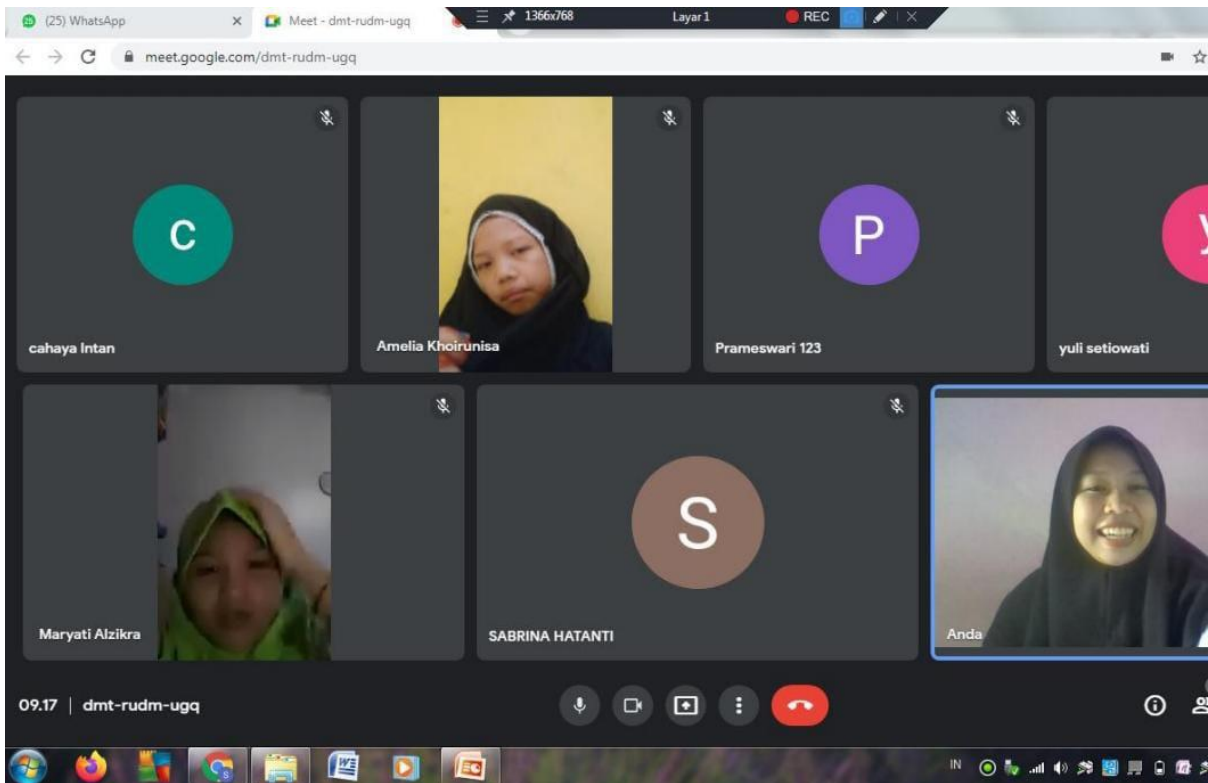 (25) WhatsApp
Meet - dmt-rudm-ugq
1366x768
Layar 1
REC
meet.google.com/dmt-rudm-ugq
C
cahaya Intan
Amelia Khoirunisa
P
Prameswari 123
y
yuli setiowati
Maryati Alzikra
S
SABRINA HATANTI
Anda
09.17 | dmt-rudm-ugq
IN